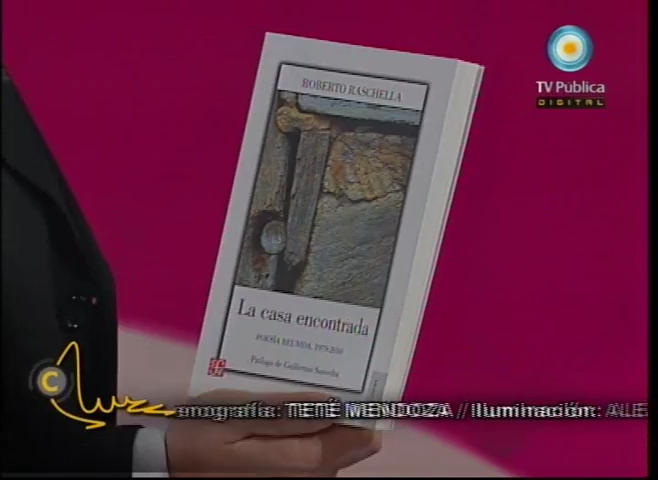 TV Pública
DIGITAL
ROBERTO RASCHELLA
La casa encontrada
POESÍA REUNIDA, 1979-2010
Prólogo de Guillermo Saavedra
C
enografía: TETÉ MENDOZA // Iluminación: ALE